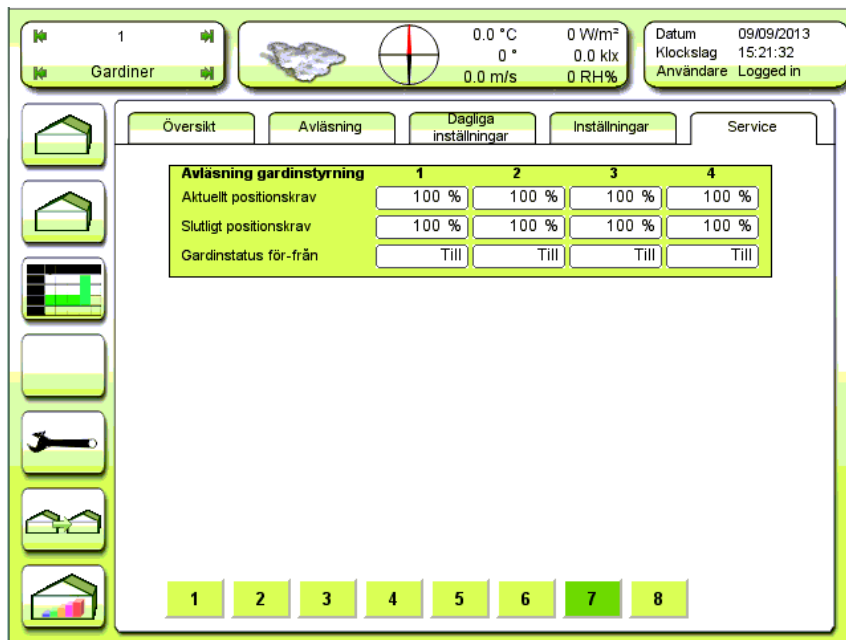 1
Gardiner
0.0 °C 0 W/m²
0 ° 0.0 klx
0.0 m/s 0 RH%
Datum 09/09/2013
Klockslag 15:21:32
Användare Logged in
Översikt
Avläsning
Dagliga
inställningar
Inställningar
Service
Avläsning gardinstyrning 1 2 3 4
Aktuellt positionskrav 100 % 100 % 100 % 100 %
Slutligt positionskrav 100 % 100 % 100 % 100 %
Gardinstatus för-från Till Till Till Till
1 2 3 4 5 6 7 8